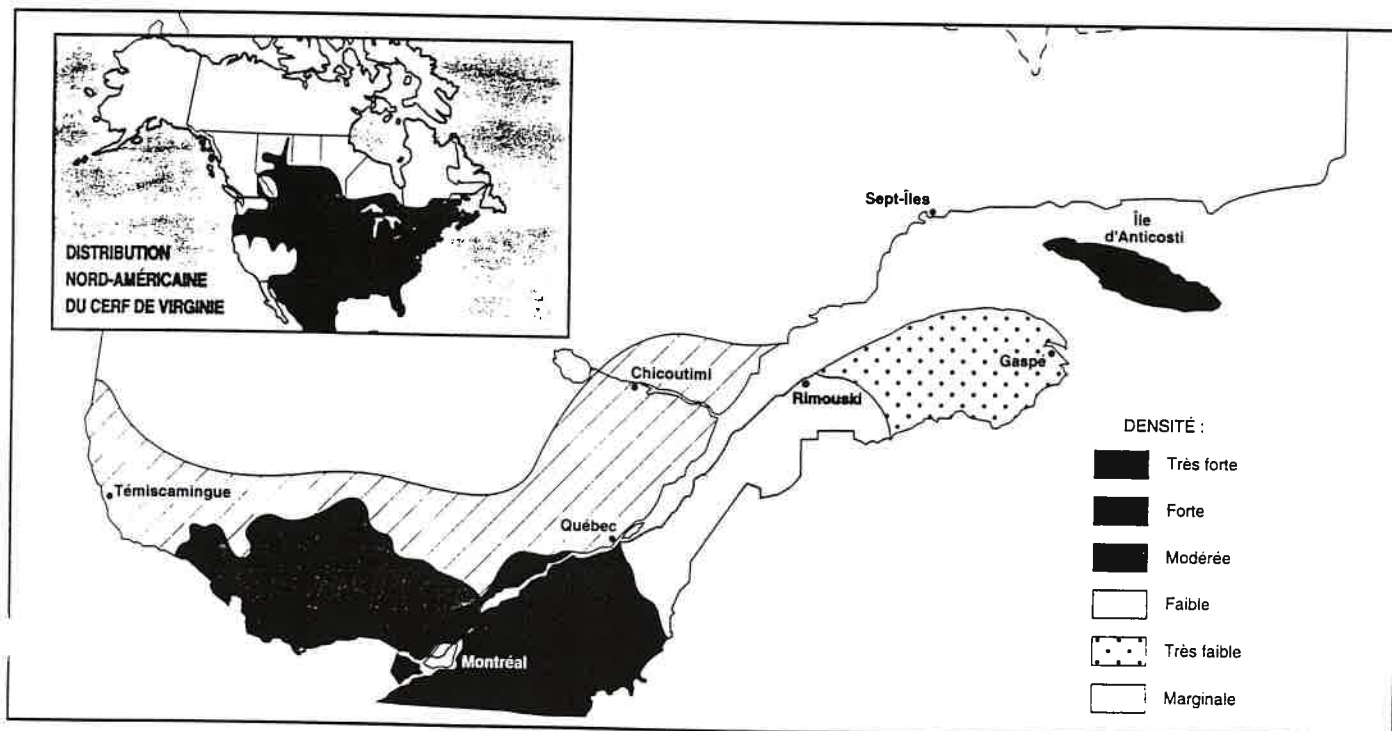 DISTRIBUTION
NORD-AMÉRICAINE
DU CERF DE VIRGINIE
Sept-Îles
Île
d'Anticosti
Chicoutimi
Gaspé
Rimouski
Témiscamingue
Québec
Montréal
DENSITÉ :
Très forte
Forte
Modérée
Faible
Très faible
Marginale